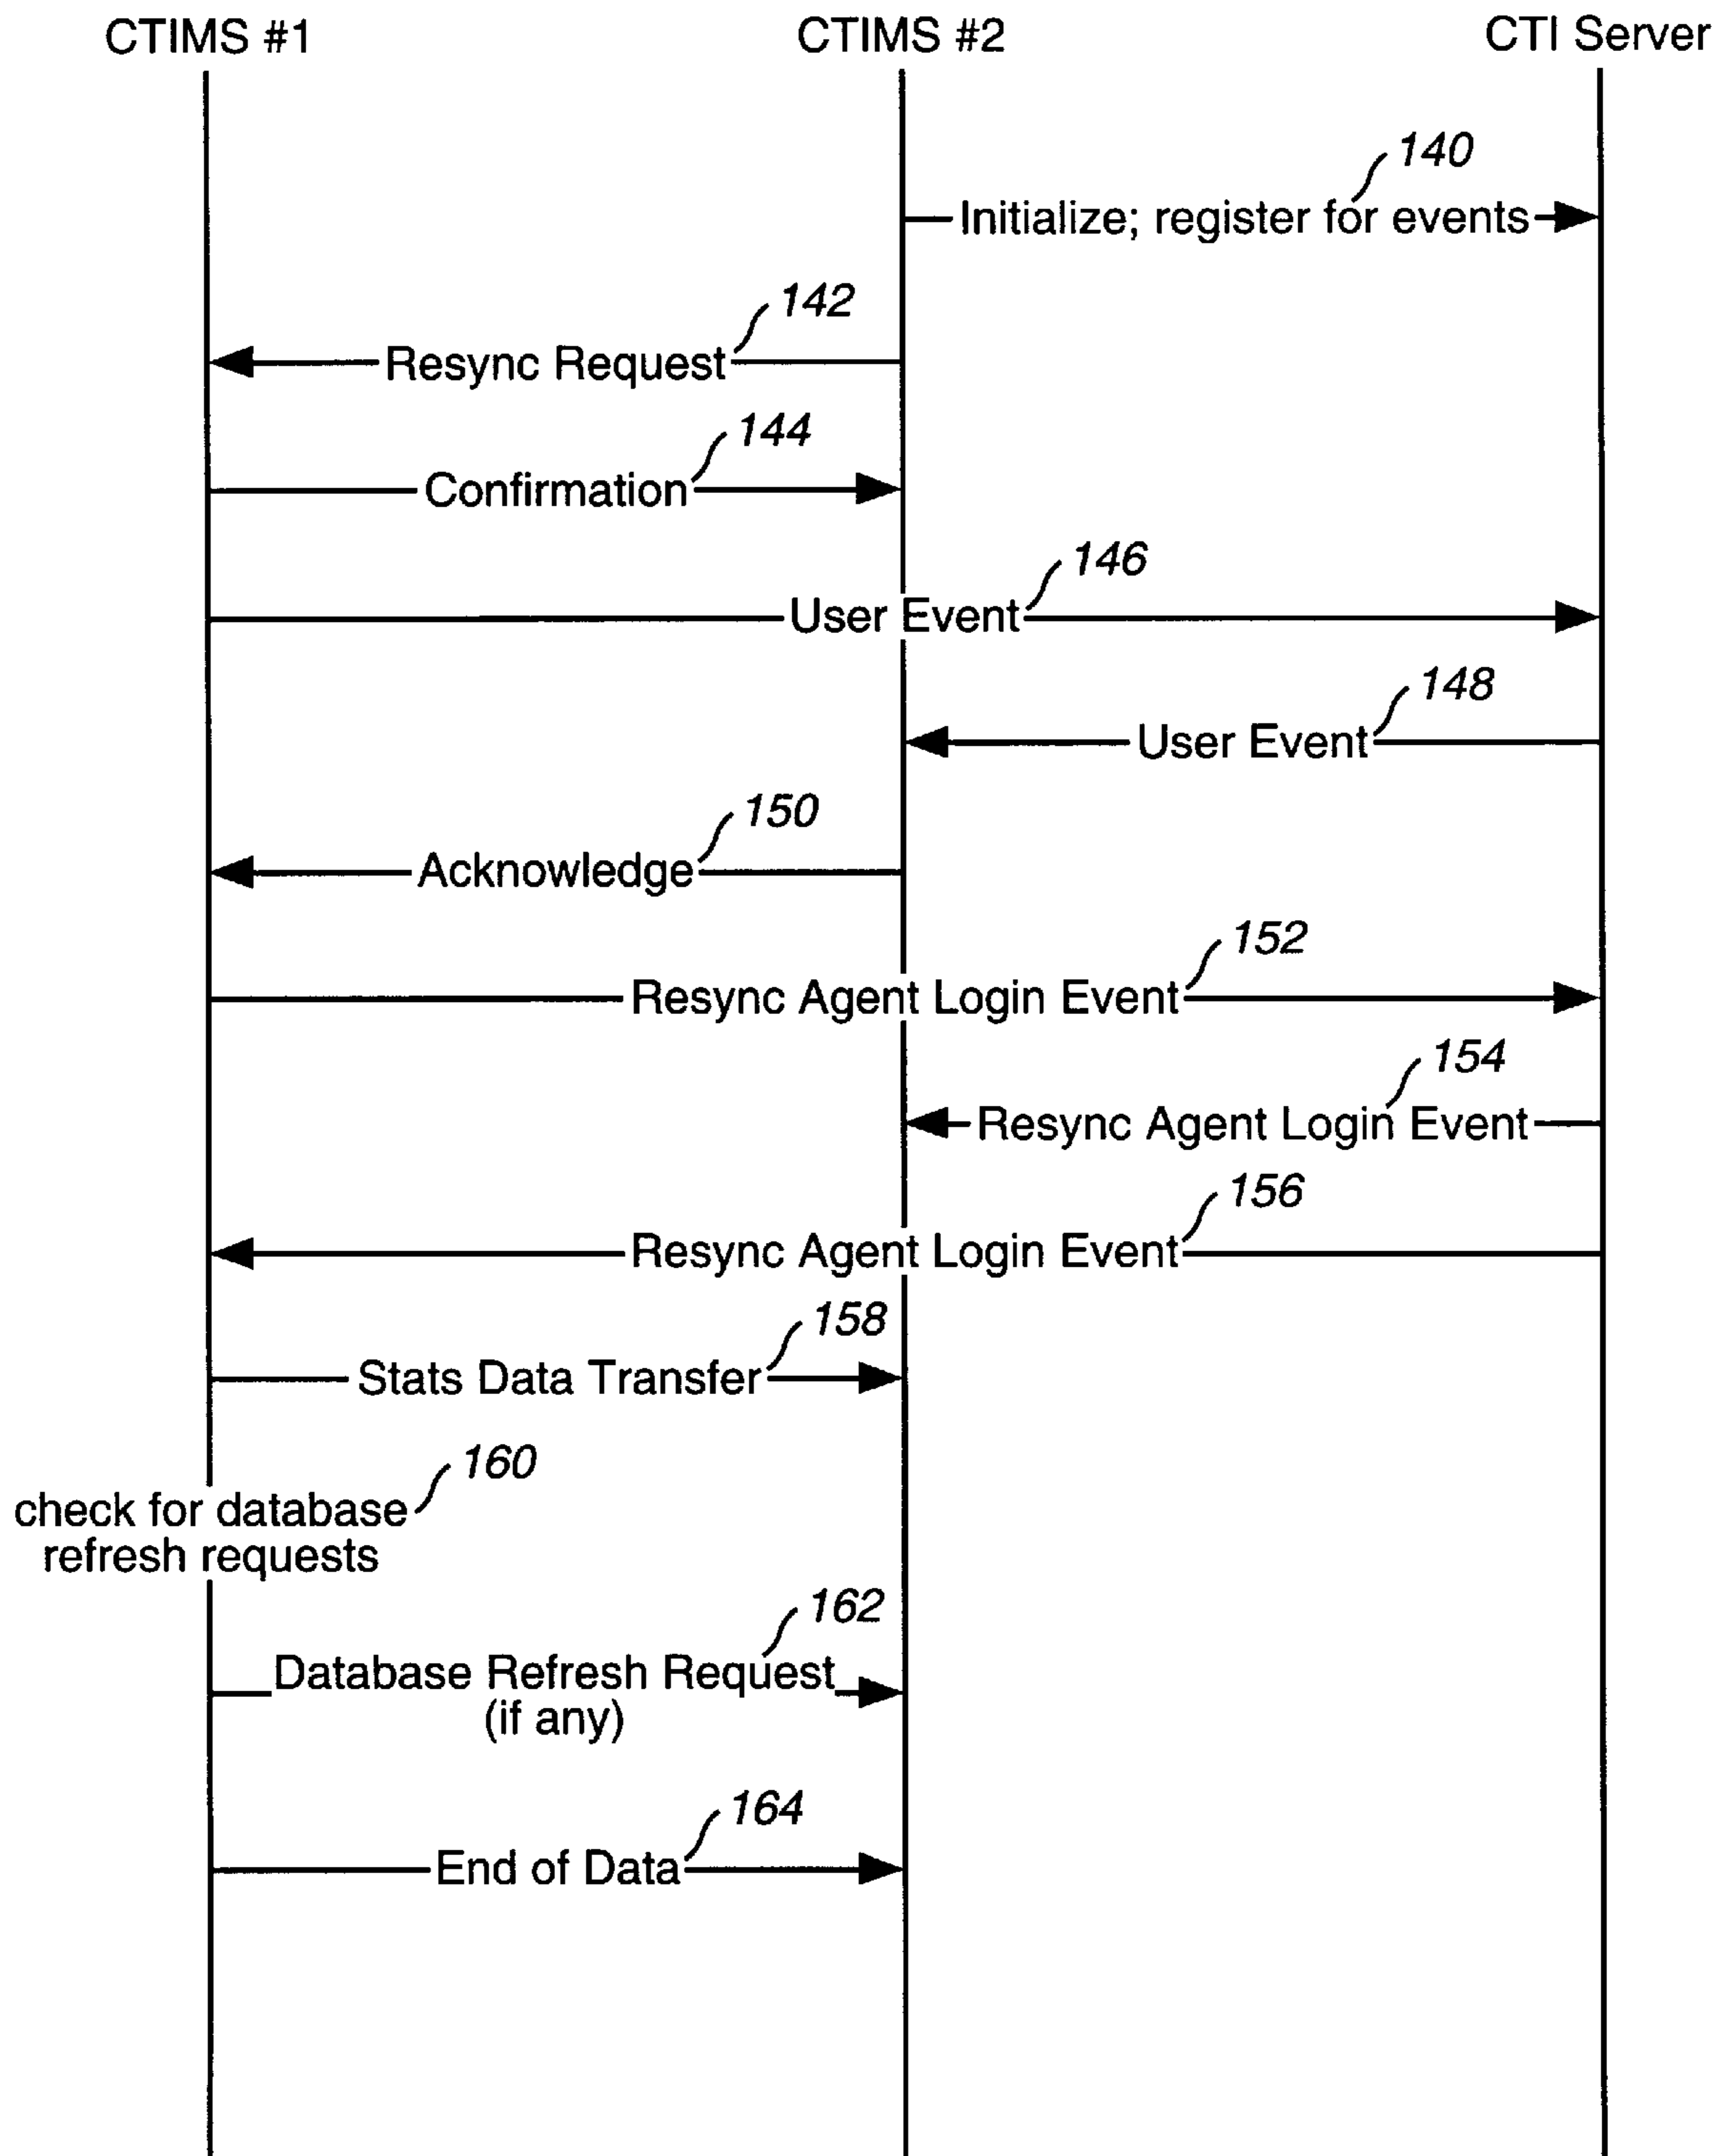 CTIMS #1
CTIMS #2
CTI Server
140
Initialize; register for events
142
Resync Request
144
Confirmation
146
User Event
148
User Event
150
Acknowledge
152
Resync Agent Login Event
154
Resync Agent Login Event
156
Resync Agent Login Event
158
Stats Data Transfer
160
check for database
refresh requests
162
Database Refresh Request
(if any)
164
End of Data